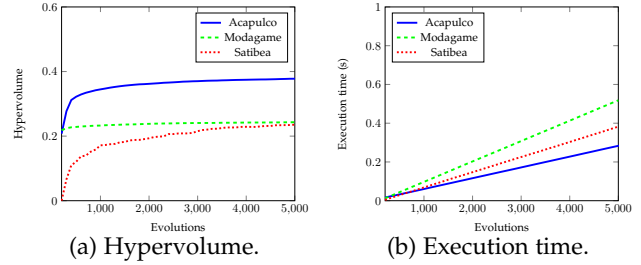 0.6
0.4
0.2
0
Hypervolume
Acapulco
Modagame
Satibea
1,000 2,000 3,000 4,000 5,000
Evolutions
(a) Hypervolume.
1
0.8
0.6
0.4
0.2
0
Execution time (s)
Acapulco
Modagame
Satibea
1,000 2,000 3,000 4,000 5,000
Evolutions
(b) Execution time.